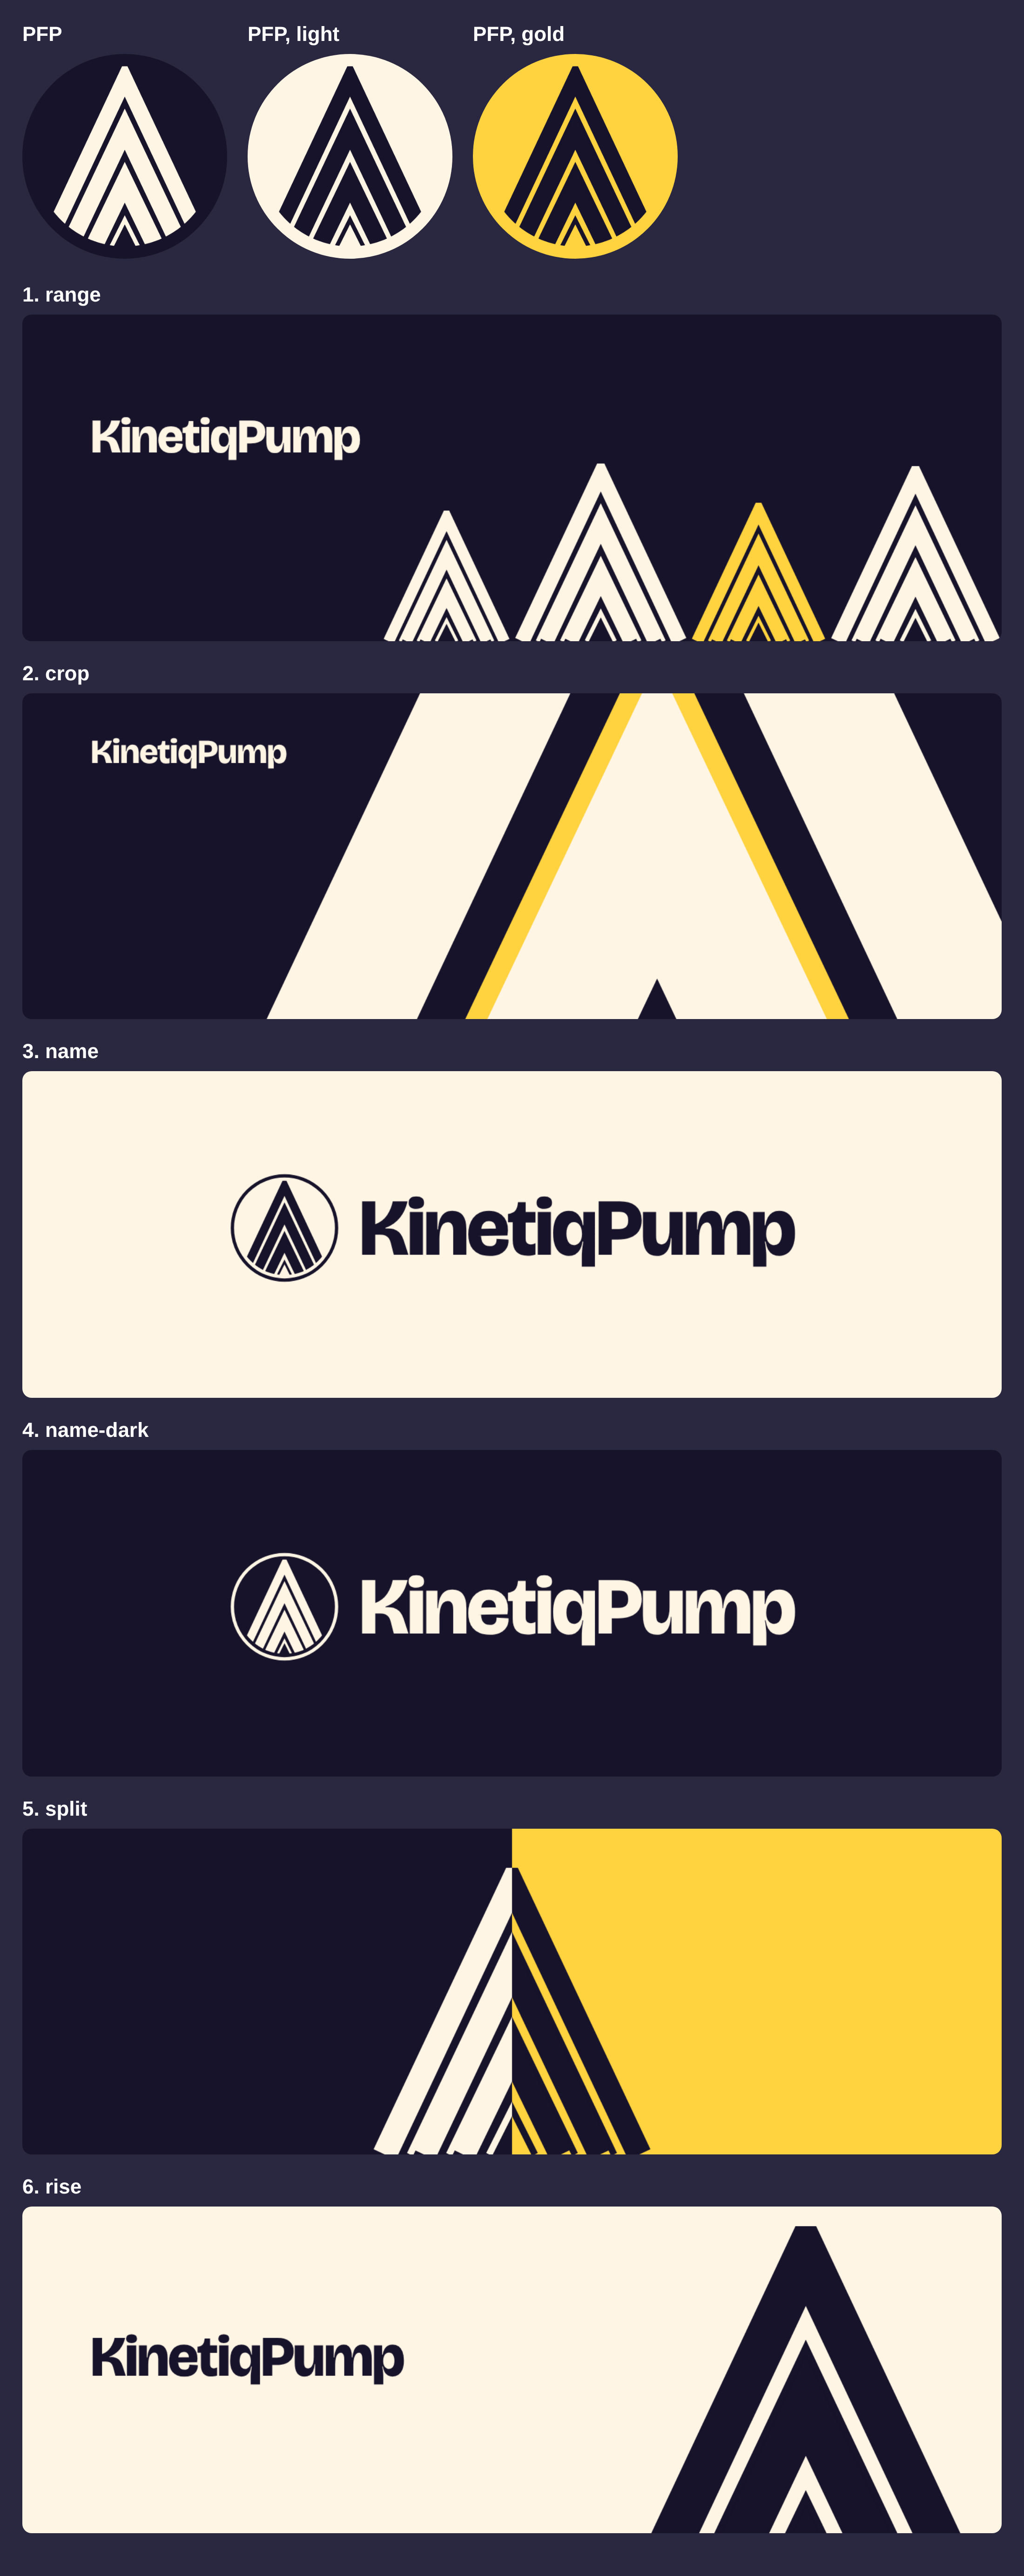 PFP
PFP, light
PFP, gold
1. range
KinetiqPump
2. crop
KinetiqPump
3. name
KinetiqPump
4. name-dark
KinetiqPump
5. split
6. rise
KinetiqPump